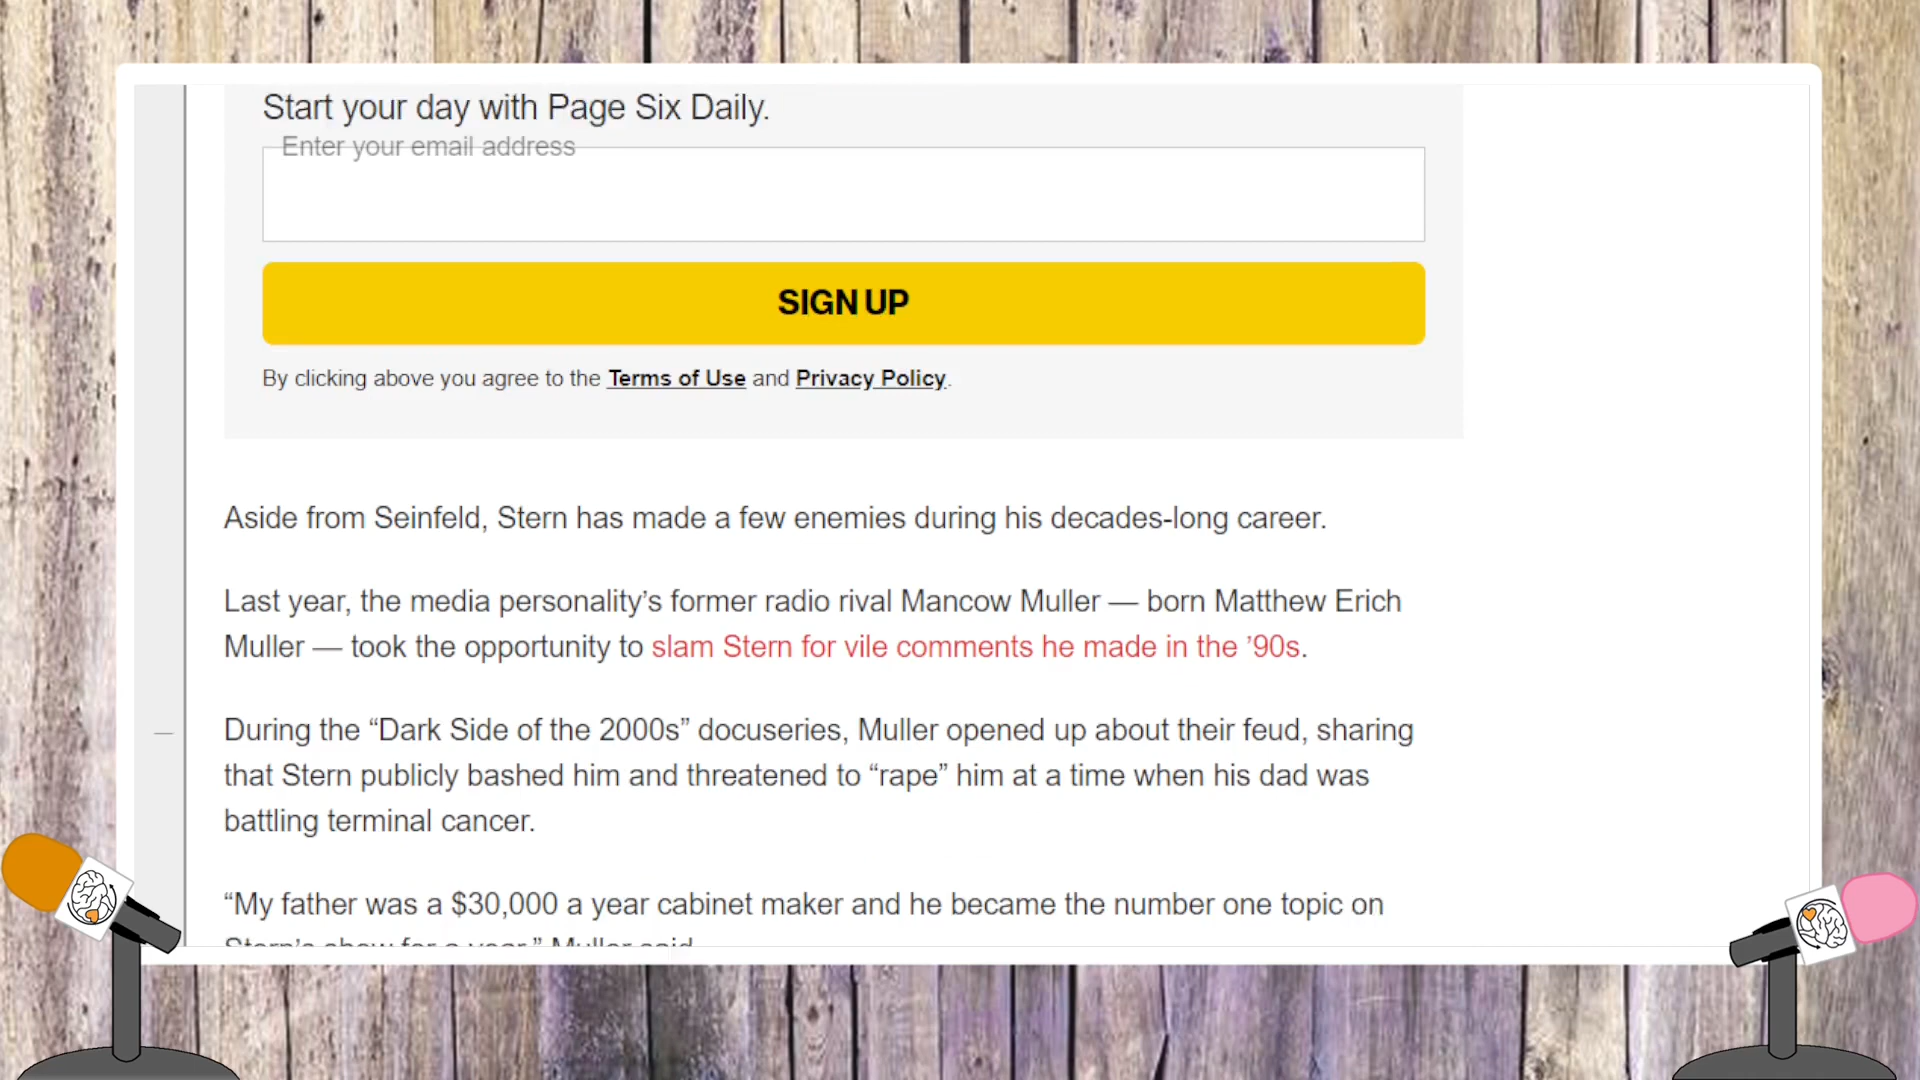 Start your day with Page Six Daily.
Enter your email address
SIGN UP
By clicking above you agree to the Terms of Use and Privacy Policy.
Aside from Seinfeld, Stern has made a few enemies during his decades-long career.
Last year, the media personality’s former radio rival Mancow Muller — born Matthew Erich
Muller — took the opportunity to slam Stern for vile comments he made in the ’90s.
During the “Dark Side of the 2000s” docuseries, Muller opened up about their feud, sharing
that Stern publicly bashed him and threatened to “rape” him at a time when his dad was
battling terminal cancer.
“My father was a $30,000 a year cabinet maker and he became the number one topic on
Stern’s show for a year,” Muller said